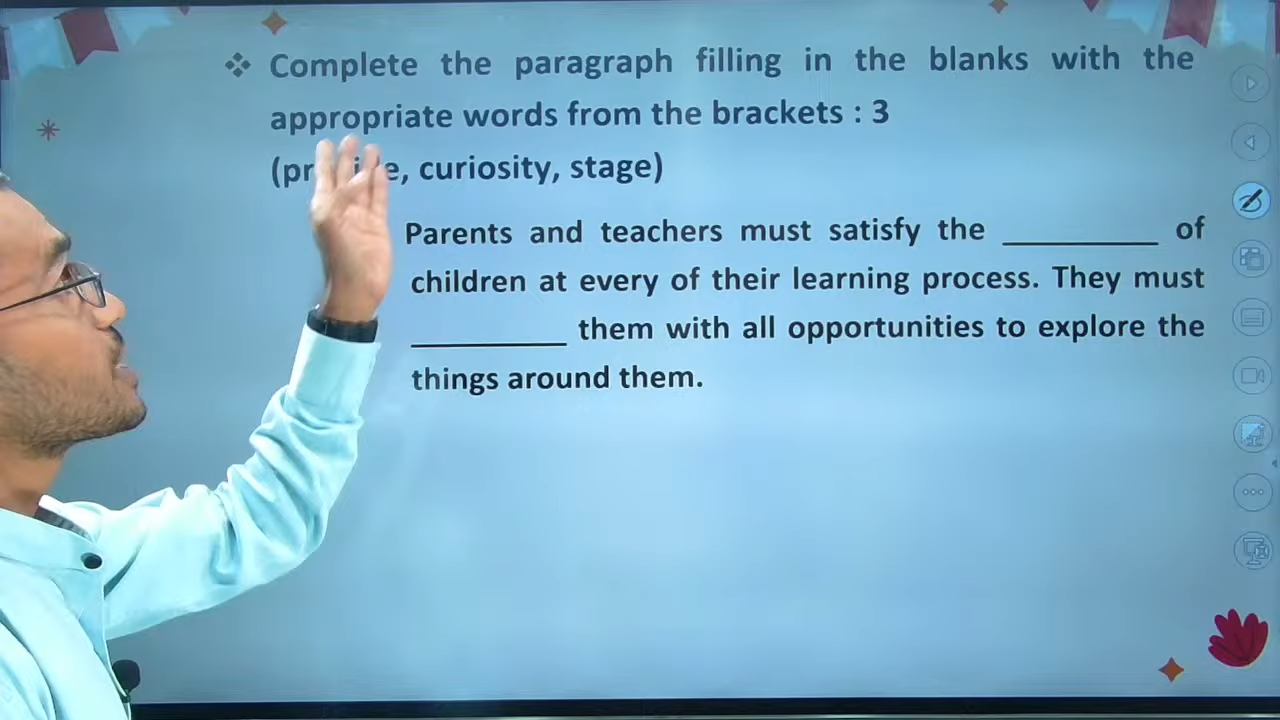 ❖ Complete the paragraph filling in the blanks with the
appropriate words from the brackets : 3
curiosity, stage)
Parents and teachers must satisfy the __________ of
children at every of their learning process. They must
__________ them with all opportunities to explore the
things around them.